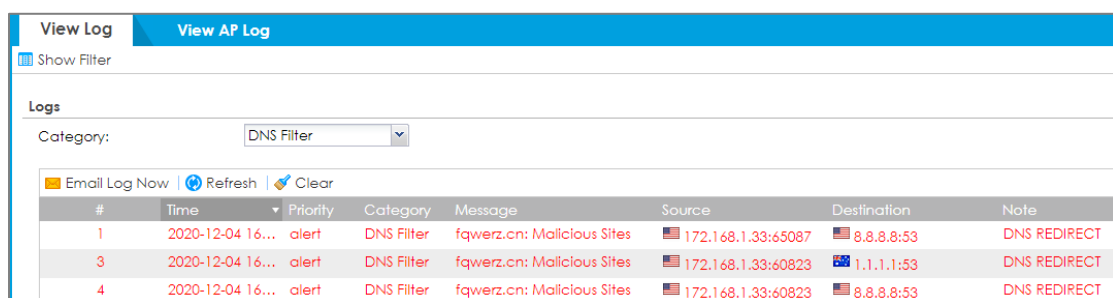 View Log View AP Log
Show Filter
Logs
Category: DNS Filter
Email Log Now Refresh Clear
# Time Priority Category Message Source Destination Note
1 2020-12-04 16... alert DNS Filter fqwerz.cn: Malicious Sites 172.168.1.33:65087 8.8.8.8:53 DNS REDIRECT
3 2020-12-04 16... alert DNS Filter fqwerz.cn: Malicious Sites 172.168.1.33:60823 1.1.1.1:53 DNS REDIRECT
4 2020-12-04 16... alert DNS Filter fqwerz.cn: Malicious Sites 172.168.1.33:60823 8.8.8.8:53 DNS REDIRECT